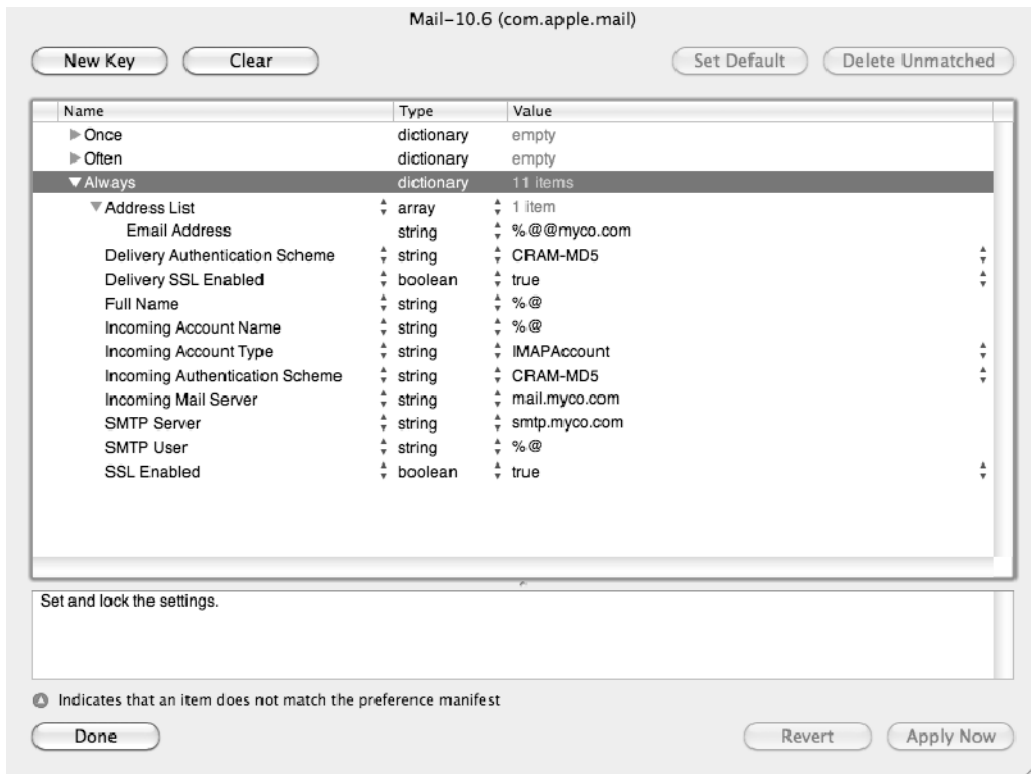 Mail-10.6 (com.apple.mail)
New Key Clear Set Default Delete Unmatched
Name Type Value
Once dictionary empty
Often dictionary empty
Always dictionary 11 items
Address List array 1 item
Email Address string %@@myco.com
Delivery Authentication Scheme string CRAM-MD5
Delivery SSL Enabled boolean true
Full Name string %@
Incoming Account Name string %@
Incoming Account Type string IMAPAccount
Incoming Authentication Scheme string CRAM-MD5
Incoming Mail Server string mail.myco.com
SMTP Server string smtp.myco.com
SMTP User string %@
SSL Enabled boolean true
Set and lock the settings.
Indicates that an item does not match the preference manifest
Done Revert Apply Now